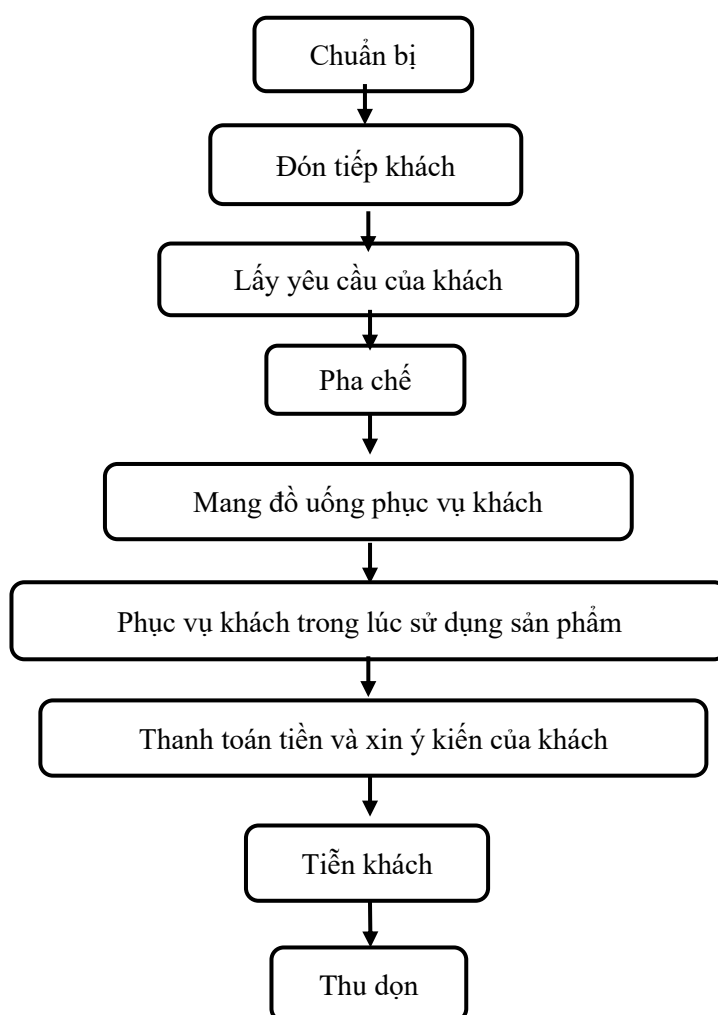 Chuẩn bị
Đón tiếp khách
Lấy yêu cầu của khách
Pha chế
Mang đồ uống phục vụ khách
Phục vụ khách trong lúc sử dụng sản phẩm
Thanh toán tiền và xin ý kiến của khách
Tiễn khách
Thu dọn